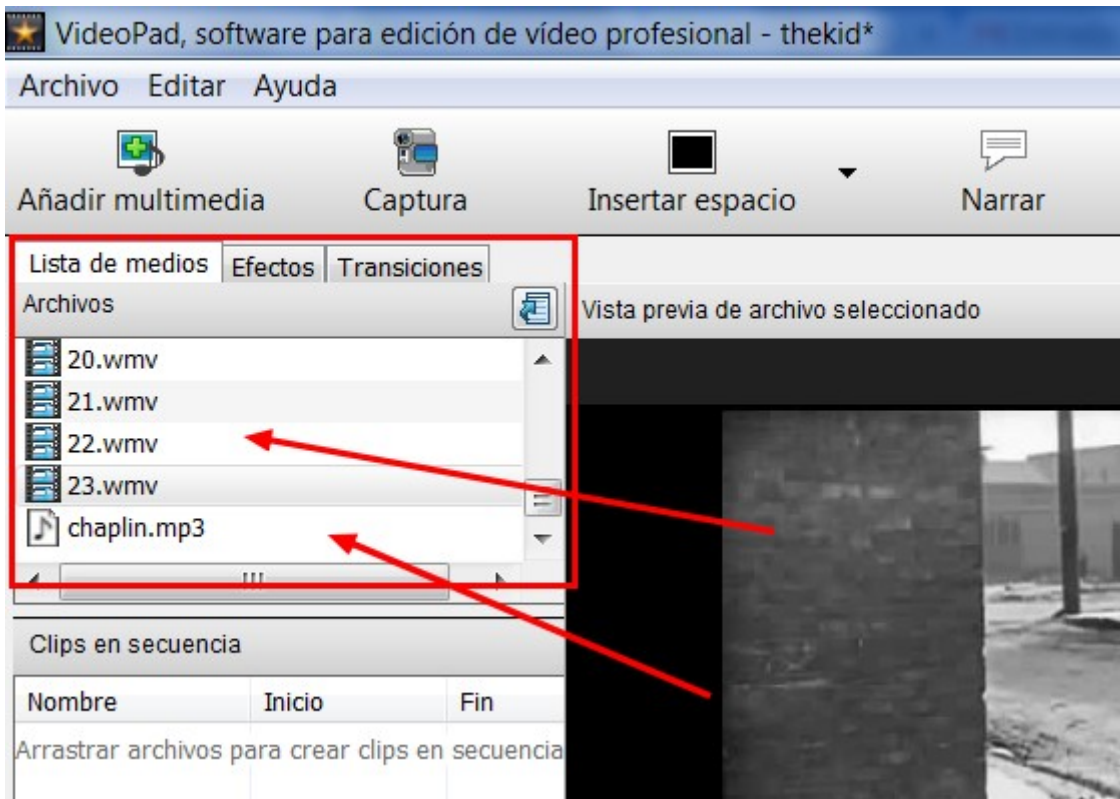 VideoPad, software para edición de vídeo profesional - thekid*
Archivo Editar Ayuda
Añadir multimedia Captura Insertar espacio Narrar
Lista de medios Efectos Transiciones
Archivos
Vista previa de archivo seleccionado
20.wmv
21.wmv
22.wmv
23.wmv
chaplin.mp3
Clips en secuencia
Nombre Inicio Fin
Arrastrar archivos para crear clips en secuencia